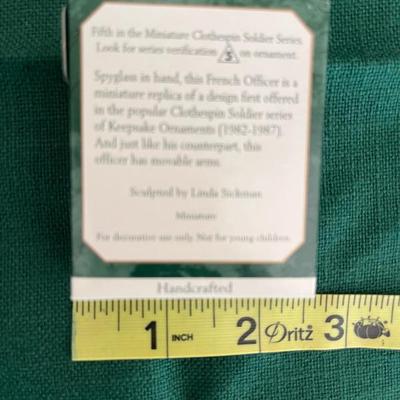 Fifth in the Miniature Clothespin Soldier Series.
Look for series verification 5 on ornament.
Spyglass in hand, this French Officer is a
miniature replica of a design first offered
in the popular Clothespin Soldier series
of Keepsake Ornaments (1982-1987).
And just like his counterpart, this
officer has movable arms.
Sculpted by Linda Sickman
Miniature
For decorative use only. Not for young children.
Handcrafted
1 INCH 2 Dritz 3